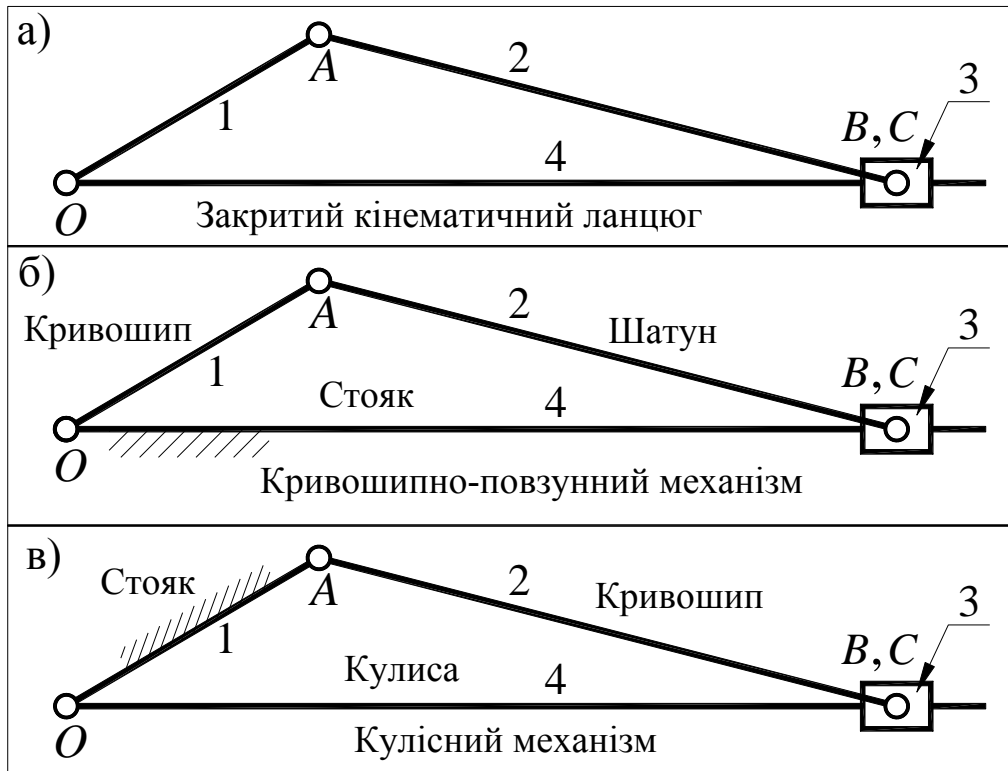 а)
A
2
3
1
B, C
4
O
Закритий кінематичний ланцюг
б)
Кривошип
A
2
Шатун
3
1
B, C
Стояк
4
O
Кривошипно-повзунний механізм
в)
Стояк
A
2
Кривошип
3
1
B, C
Кулиса
4
O
Кулісний механізм